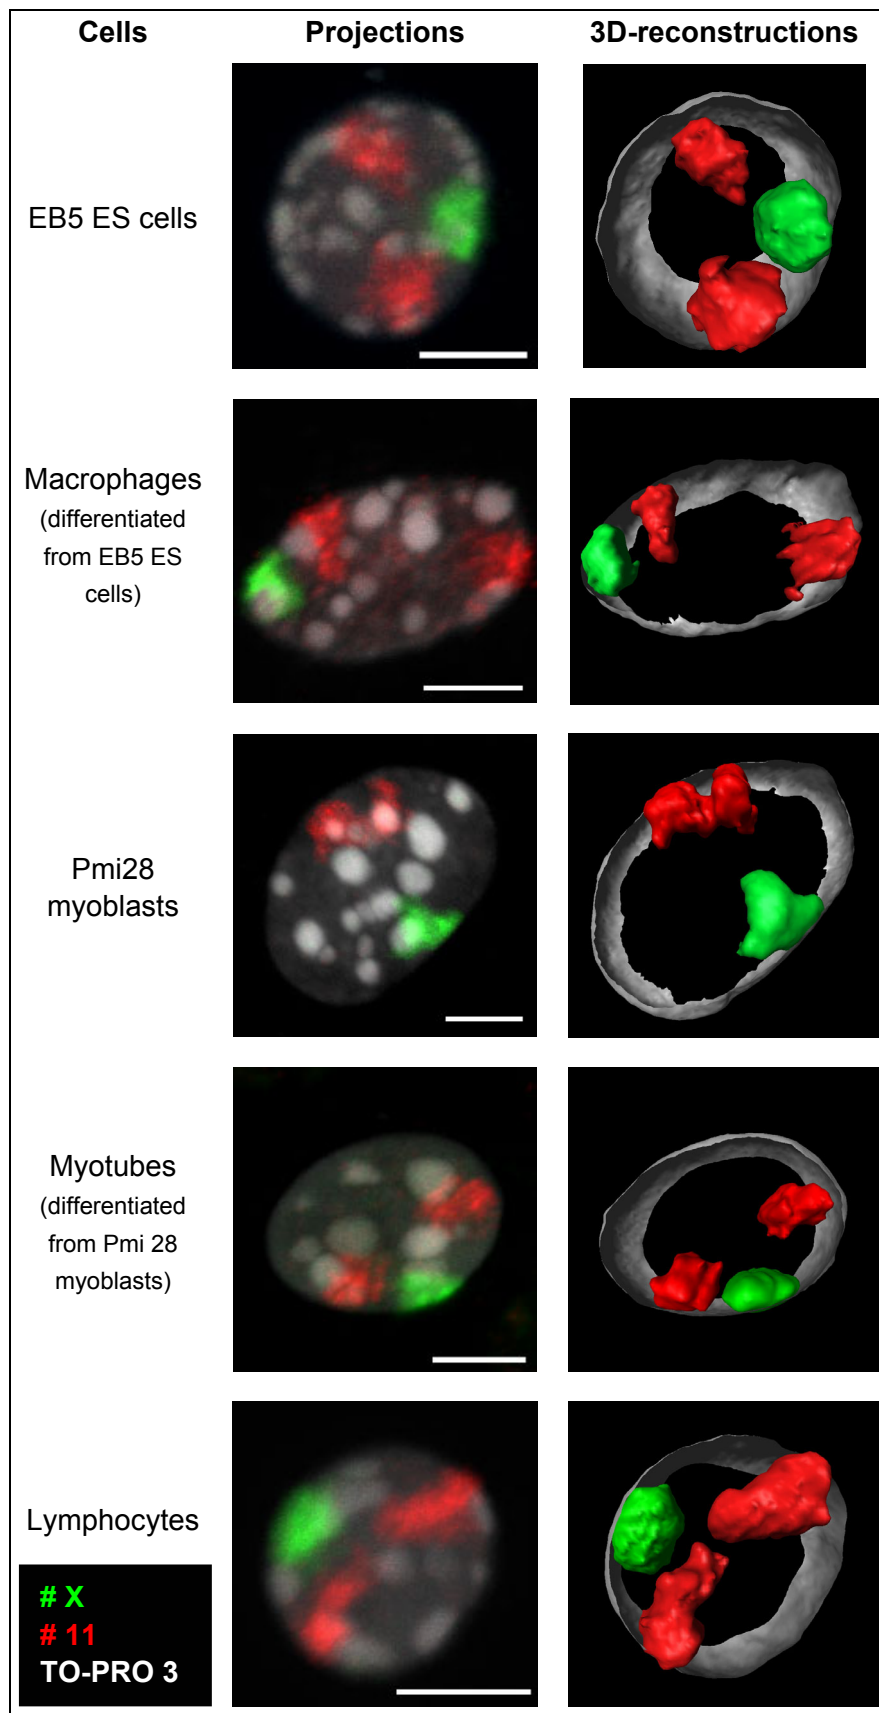 Cells Projections 3D-reconstructions
EB5 ES cells
Macrophages
(differentiated
from EB5 ES
cells)
Pmi28
myoblasts
Myotubes
(differentiated
from Pmi 28
myoblasts)
Lymphocytes
# X
# 11
TO-PRO 3